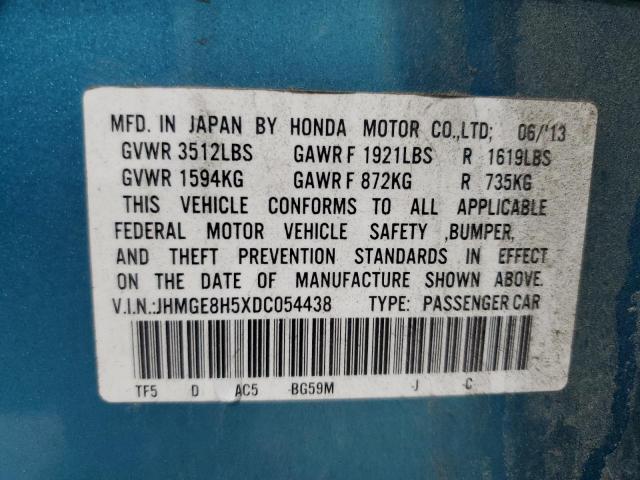 MFD. IN JAPAN BY HONDA MOTOR CO.,LTD; 06/'13
GVWR 3512LBS GAWR F 1921LBS R 1619LBS
GVWR 1594KG GAWR F 872KG R 735KG
THIS VEHICLE CONFORMS TO ALL APPLICABLE
FEDERAL MOTOR VEHICLE SAFETY ,BUMPER,
AND THEFT PREVENTION STANDARDS IN EFFECT
ON THE DATE OF MANUFACTURE SHOWN ABOVE.
V.I.N.:JHMGE8H5XDC054438 TYPE: PASSENGER CAR
TF5 D AC5 -BG59M -J -C